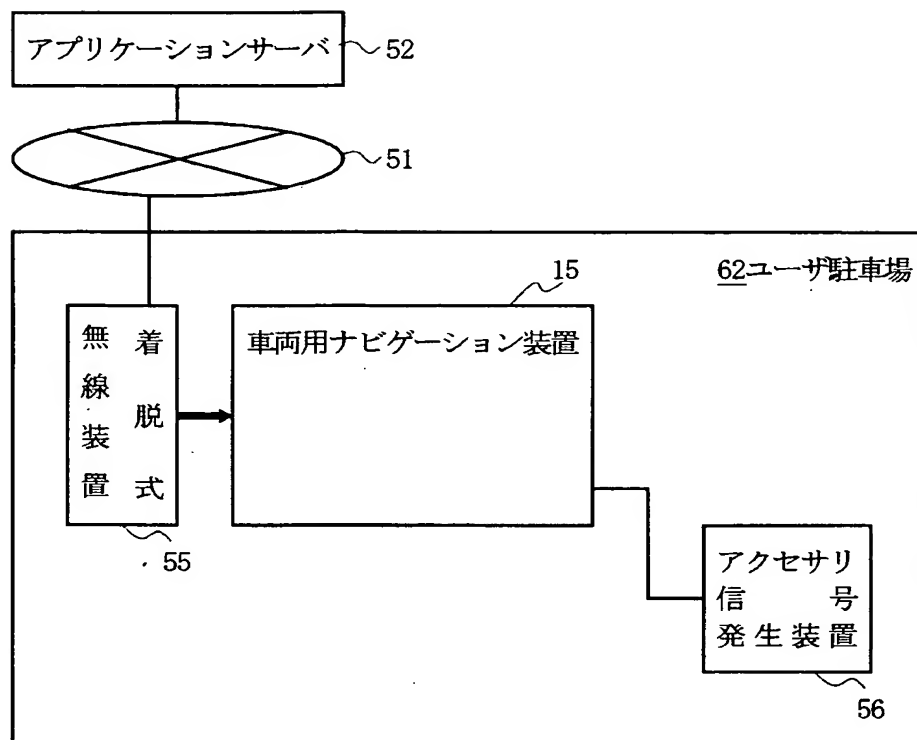 アプリケーションサーバ
52
51
62ユーザ駐車場
15
車両用ナビゲーション装置
着脱式
無線装置
55
アクセサリ
信号
発生装置
56